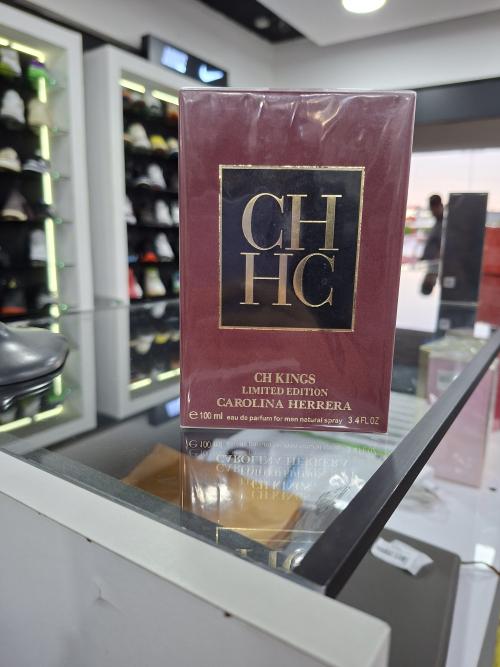 CH
HC
CH KINGS
LIMITED EDITION
CAROLINA HERRERA
℮ 100 ml eau de parfum for men natural spray 3.4 FL OZ